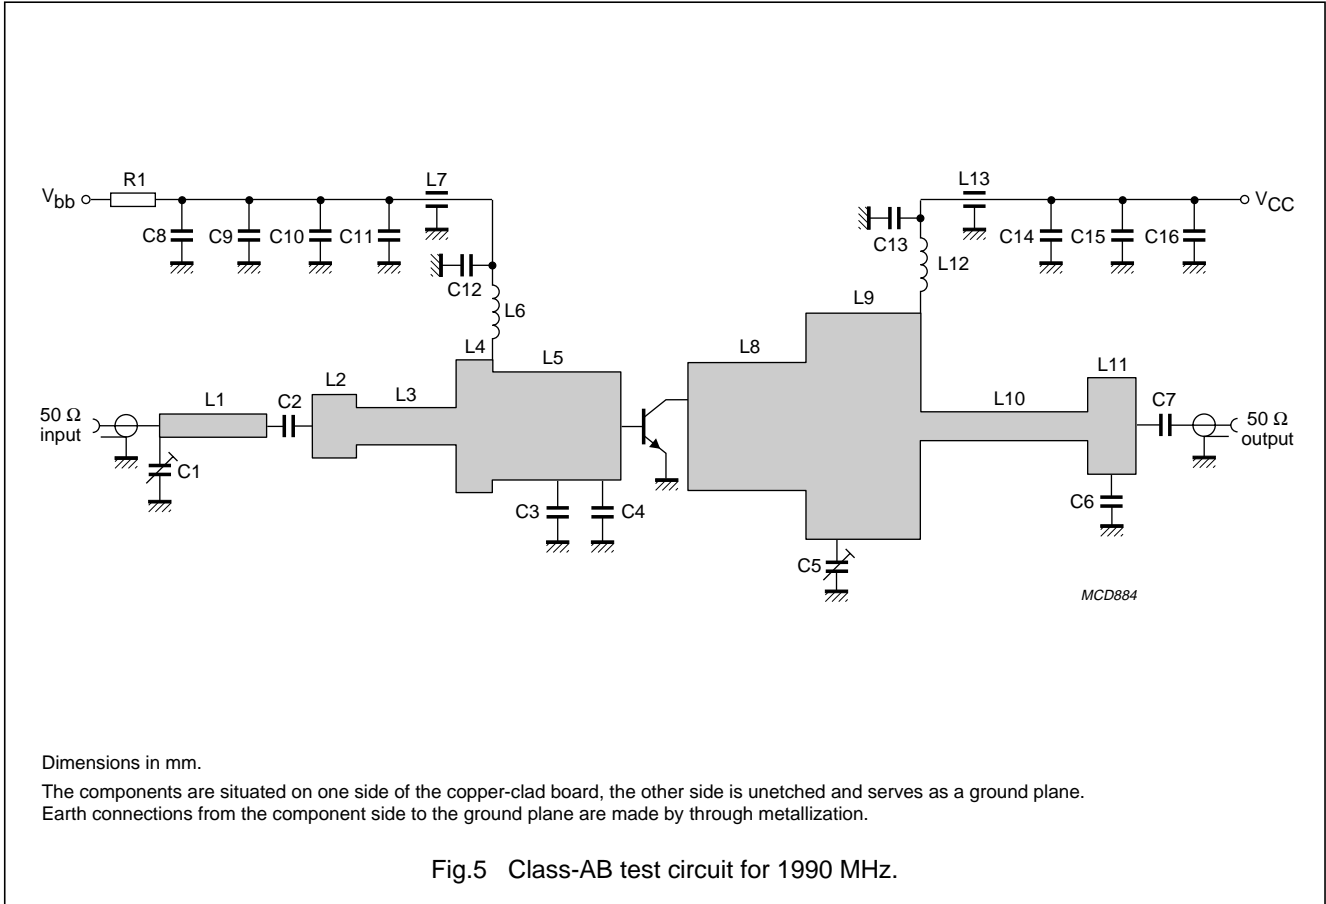 R1
L7
L13
Vbb
VCC
C8
C9
C10
C11
C13
C14
C15
C16
C12
L12
L6
L9
L4
L5
L8
L11
L2
L1
C2
L3
L10
C7
50 Ω
input
50 Ω
output
C1
C3
C4
C6
C5
MCD884
Dimensions in mm.
The components are situated on one side of the copper-clad board, the other side is unetched and serves as a ground plane.
Earth connections from the component side to the ground plane are made by through metallization.
Fig.5 Class-AB test circuit for 1990 MHz.